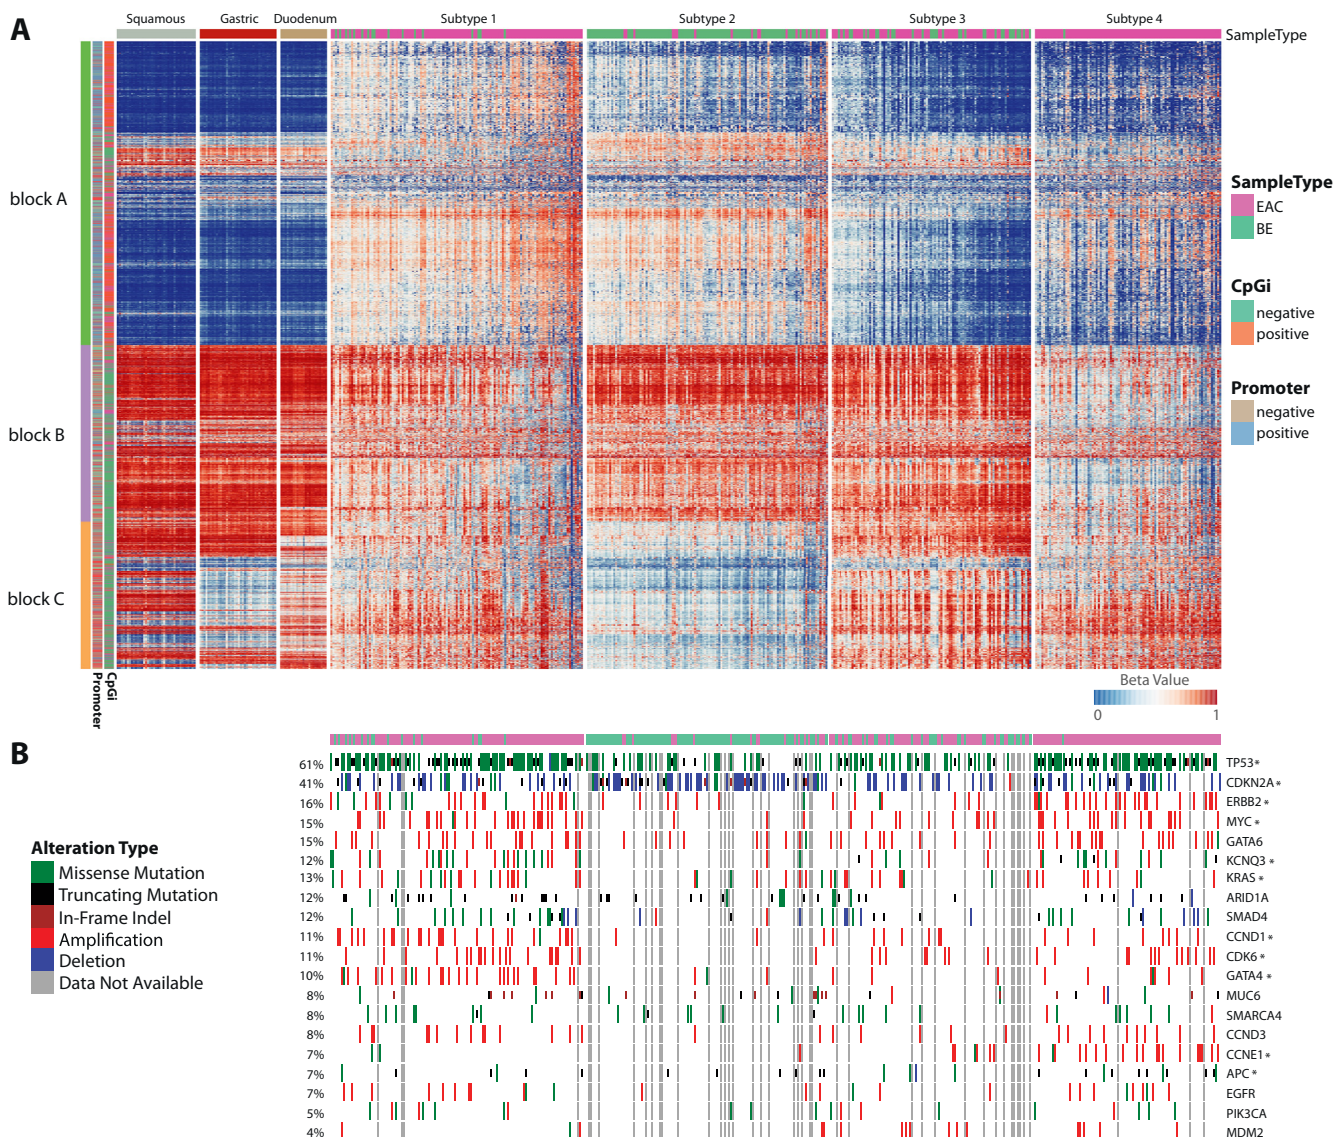 A
Squamous Gastric Duodenum Subtype 1 Subtype 2 Subtype 3 Subtype 4
SampleType
block A
block B
block C
Promoter
CpGi
SampleType
EAC
BE
CpGi
negative
positive
Promoter
negative
positive
Beta Value
0 1
B
Alteration Type
Missense Mutation
Truncating Mutation
In-Frame Indel
Amplification
Deletion
Data Not Available
61% TP53*
41% CDKN2A*
16% ERBB2*
15% MYC*
15% GATA6
12% KCNQ3*
13% KRAS*
12% ARID1A
12% SMAD4
11% CCND1*
11% CDK6*
10% GATA4*
8% MUC6
8% SMARCA4
8% CCND3
7% CCNE1*
7% APC*
7% EGFR
5% PIK3CA
4% MDM2